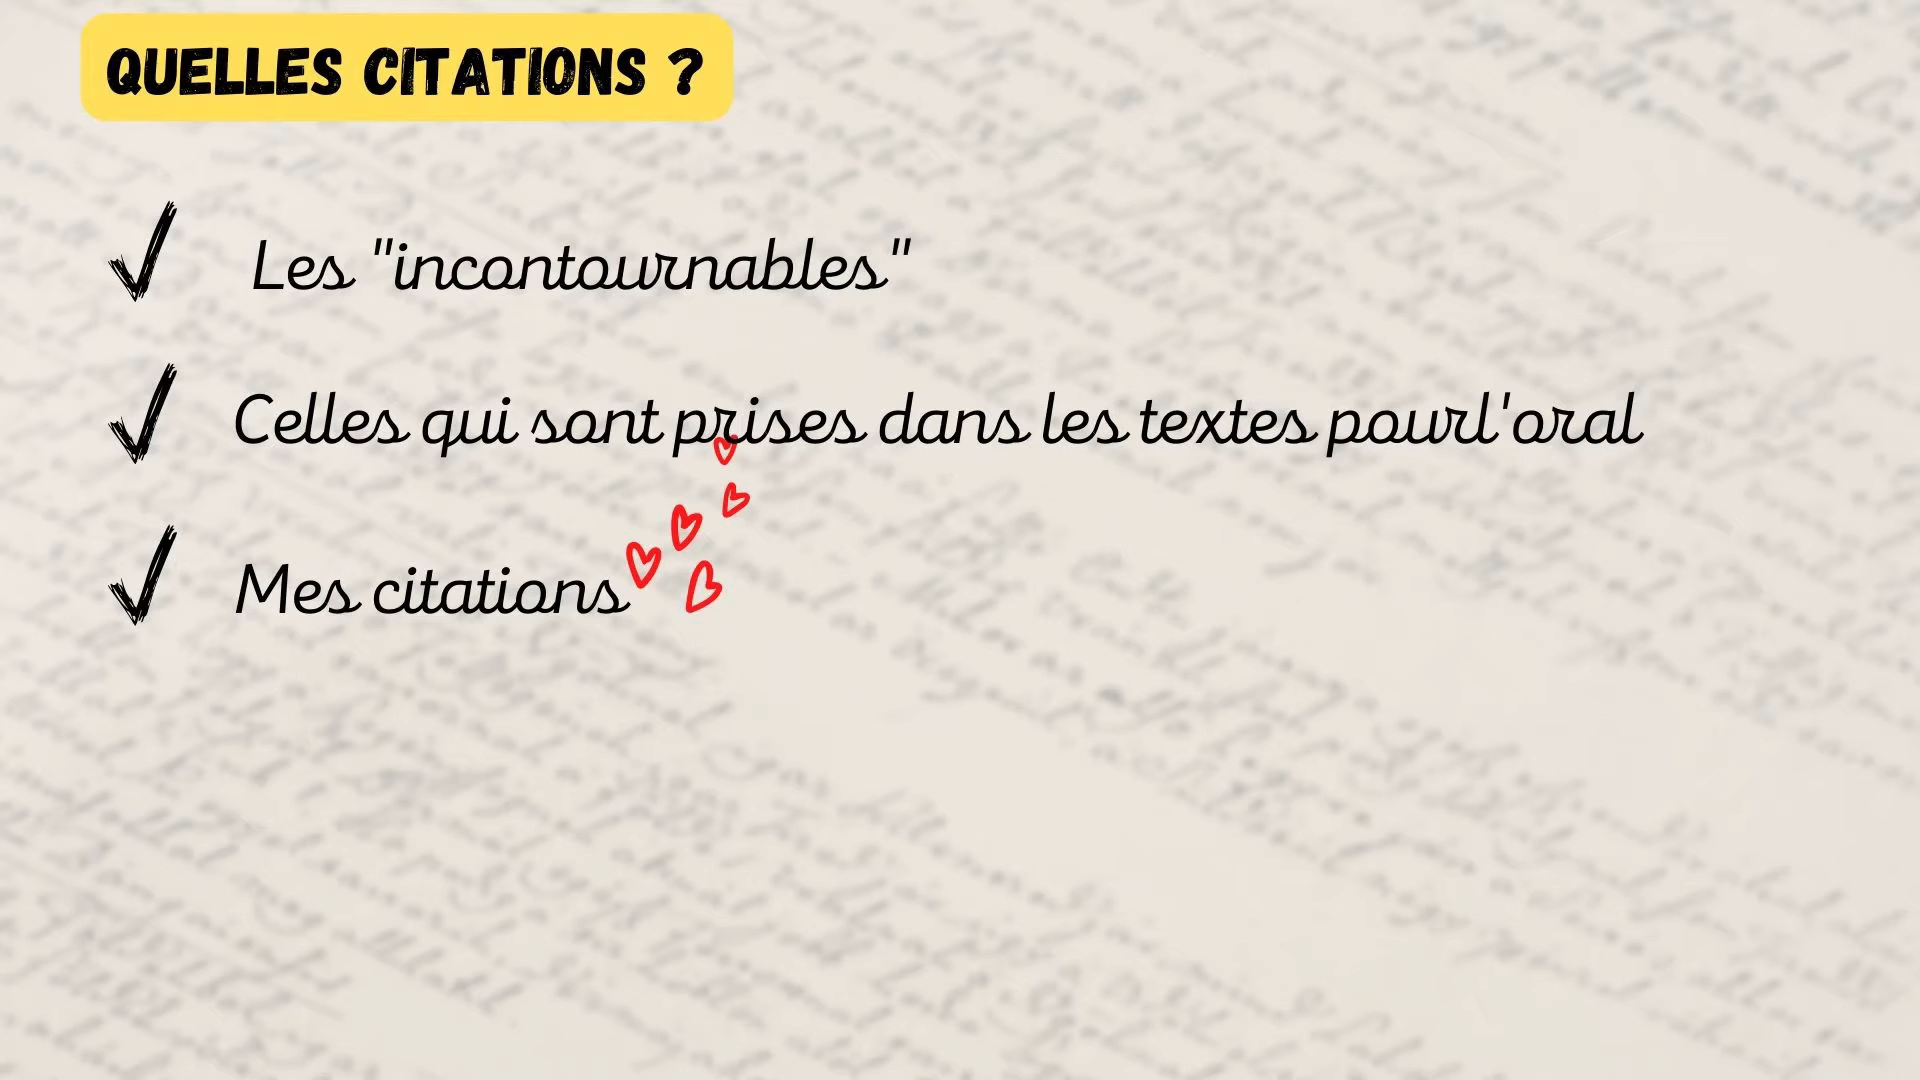 QUELLES CITATIONS ?
Les "incontournables"
Celles qui sont prises dans les textes pourl'oral
Mes citations